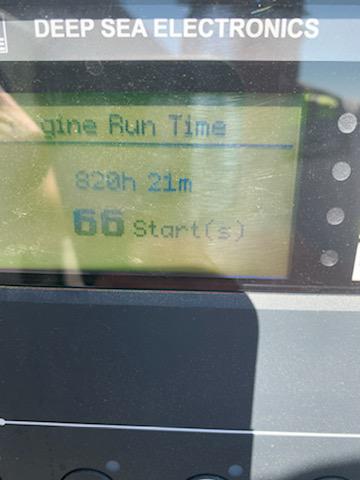 DEEP SEA ELECTRONICS
gine Run Time
820h 21m
66 Start(s)